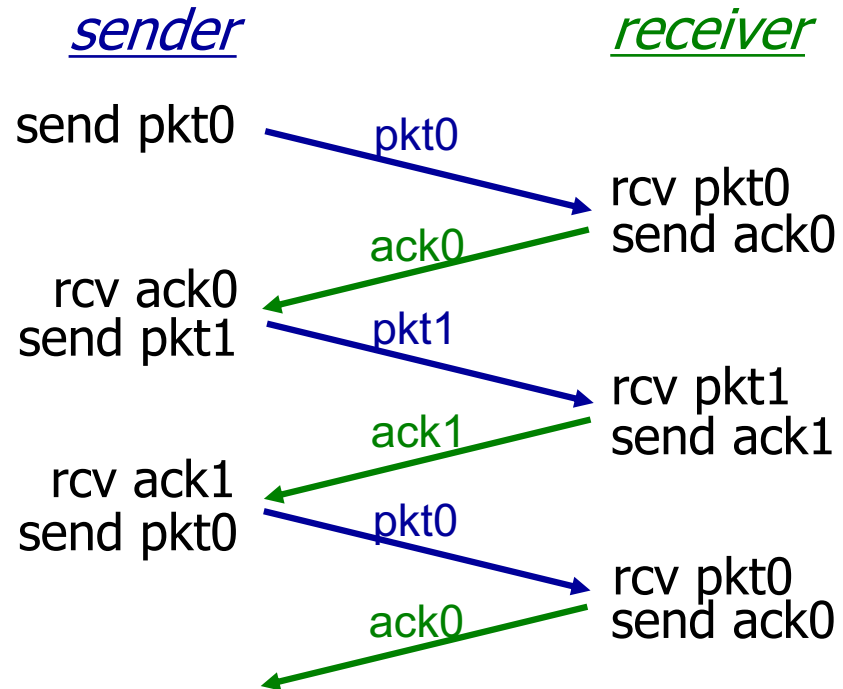 sender
receiver
send pkt0
pkt0
rcv pkt0
send ack0
ack0
rcv ack0
send pkt1
pkt1
rcv pkt1
send ack1
ack1
rcv ack1
send pkt0
pkt0
rcv pkt0
send ack0
ack0